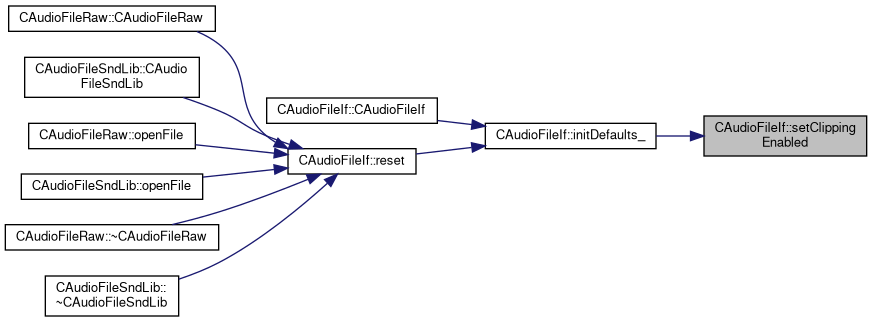 CAudioFileRaw::CAudioFileRaw
CAudioFileSndLib::CAudio
FileSndLib
CAudioFileRaw::openFile
CAudioFileSndLib::openFile
CAudioFileRaw::~CAudioFileRaw
CAudioFileSndLib::
~CAudioFileSndLib
CAudioFileIf::CAudioFileIf
CAudioFileIf::reset
CAudioFileIf::initDefaults_
CAudioFileIf::setClipping
Enabled